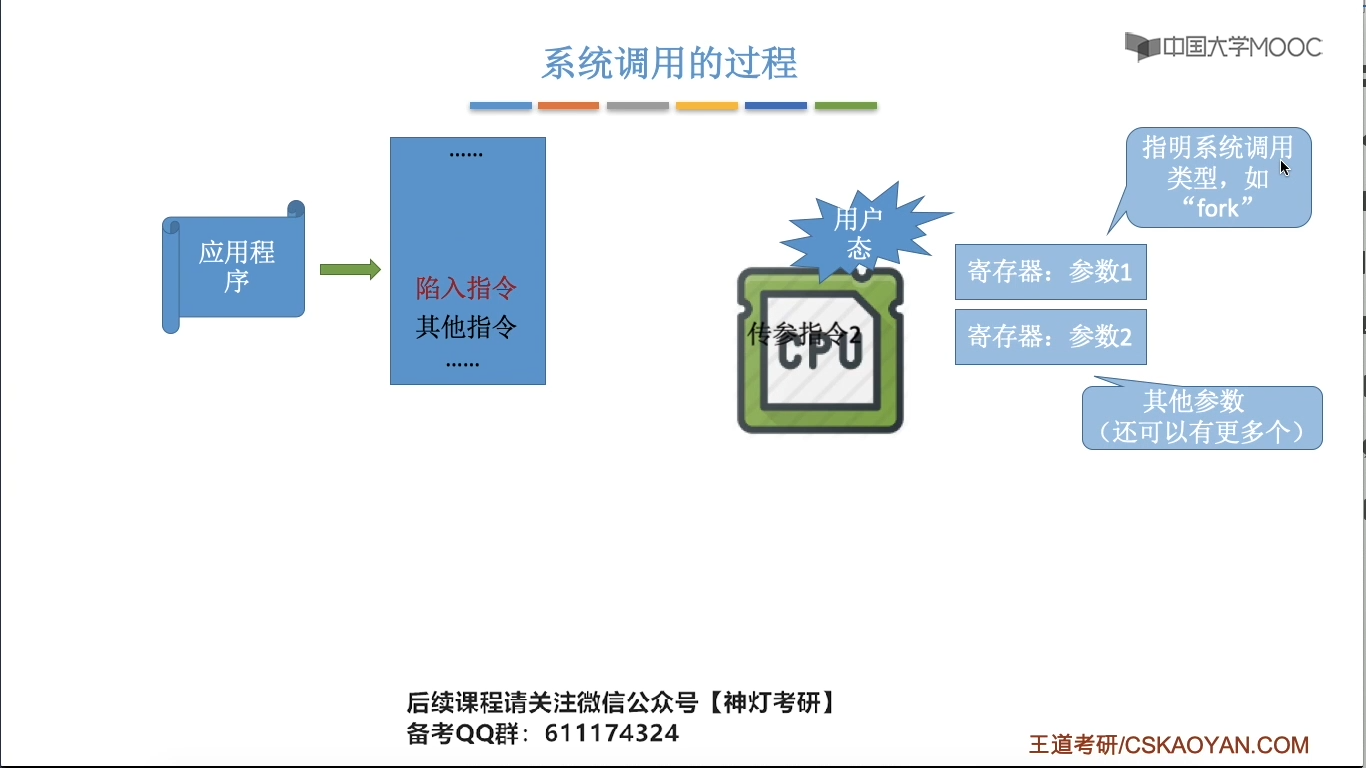 系统调用的过程
中国大学MOOC
......
应用程
序
陷入指令
其他指令
......
用户
态
传参指令2
CPU
指明系统调用
类型，如
“fork”
寄存器：参数1
寄存器：参数2
其他参数
（还可以有更多个）
后续课程请关注微信公众号【神灯考研】
备考QQ群：611174324
王道考研/CSKAOYAN.COM